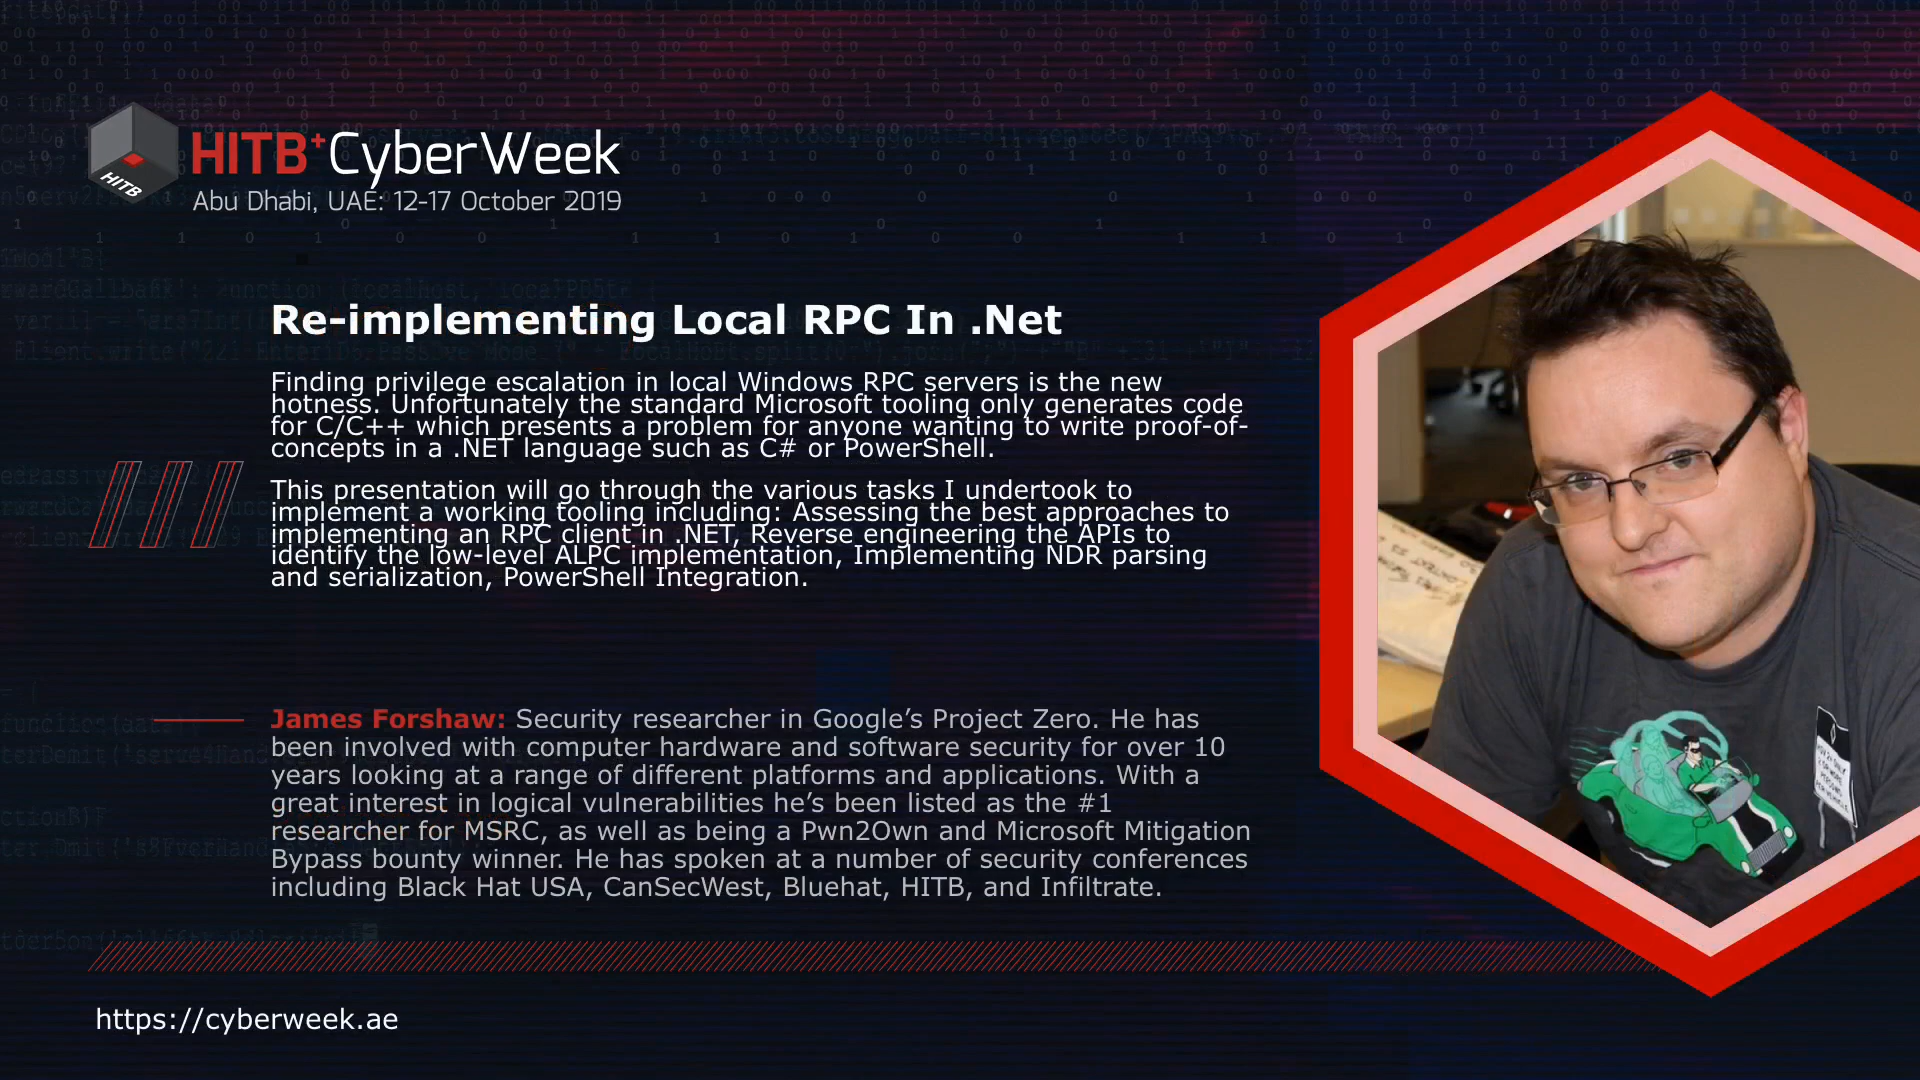 HITB+CyberWeek
HITB
Abu Dhabi, UAE: 12-17 October 2019
Re-implementing Local RPC In .Net
Finding privilege escalation in local Windows RPC servers is the new
hotness. Unfortunately the standard Microsoft tooling only generates code
for C/C++ which presents a problem for anyone wanting to write proof-of-
concepts in a .NET language such as C# or PowerShell.
This presentation will go through the various tasks I undertook to
implement a working tooling including: Assessing the best approaches to
implementing an RPC client in .NET, Reverse engineering the APIs to
identify the low-level ALPC implementation, Implementing NDR parsing
and serialization, PowerShell Integration.
James Forshaw: Security researcher in Google’s Project Zero. He has
been involved with computer hardware and software security for over 10
years looking at a range of different platforms and applications. With a
great interest in logical vulnerabilities he’s been listed as the #1
researcher for MSRC, as well as being a Pwn2Own and Microsoft Mitigation
Bypass bounty winner. He has spoken at a number of security conferences
including Black Hat USA, CanSecWest, Bluehat, HITB, and Infiltrate.
https://cyberweek.ae